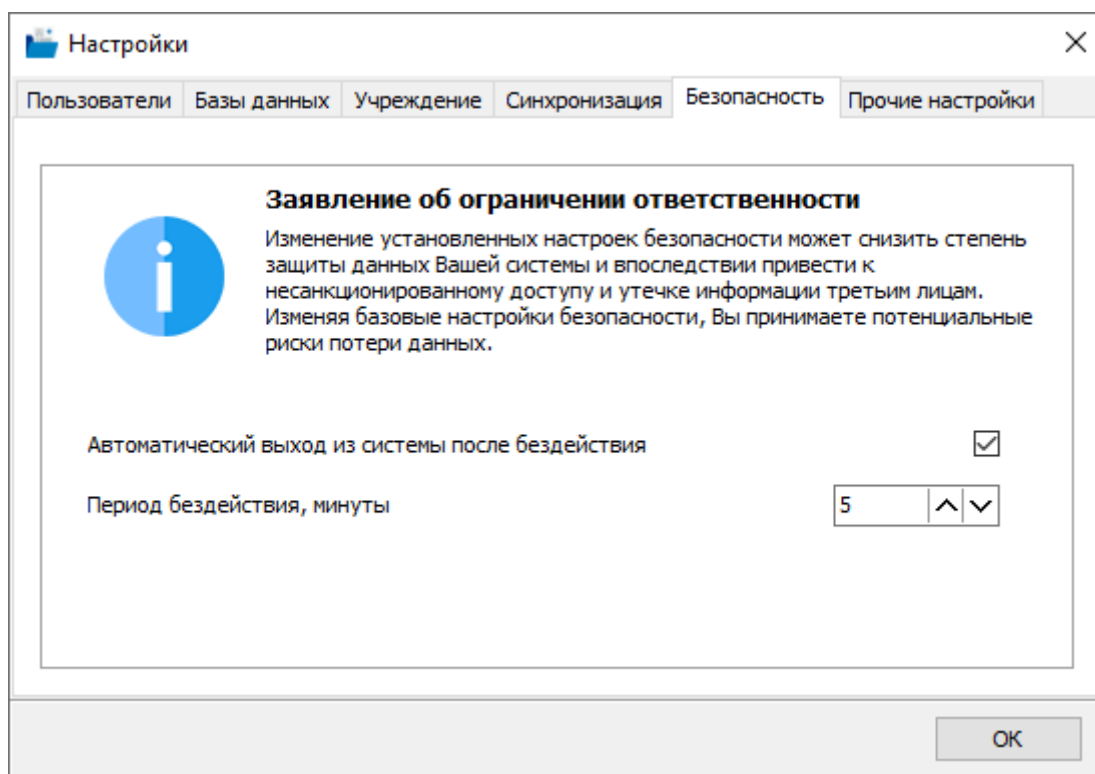 Настройки
Пользователи Базы данных Учреждение Синхронизация Безопасность Прочие настройки
Заявление об ограничении ответственности
Изменение установленных настроек безопасности может снизить степень
защиты данных Вашей системы и впоследствии привести к
несанкционированному доступу и утечке информации третьим лицам.
Изменяя базовые настройки безопасности, Вы принимаете потенциальные
риски потери данных.
Автоматический выход из системы после бездействия
Период бездействия, минуты 5
ОК